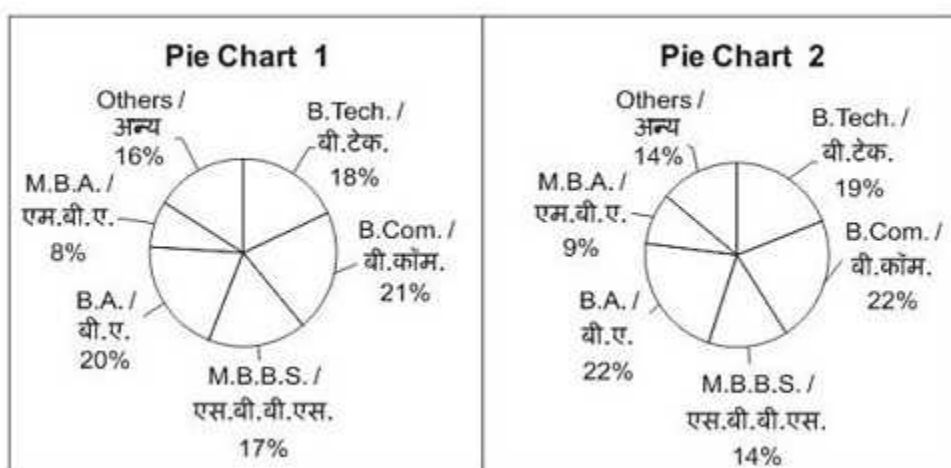 Pie Chart 1
Others /
अन्य
16%
B.Tech. /
बी.टेक.
18%
M.B.A. /
एम.बी.ए.
8%
B.Com. /
बी.कॉम.
21%
B.A. /
बी.ए.
20%
M.B.B.S. /
एस.बी.बी.एस.
17%
Pie Chart 2
Others /
अन्य
14%
B.Tech. /
बी.टेक.
19%
M.B.A. /
एम.बी.ए.
9%
B.Com. /
बी.कॉम.
22%
B.A. /
बी.ए.
22%
M.B.B.S. /
एस.बी.बी.एस.
14%